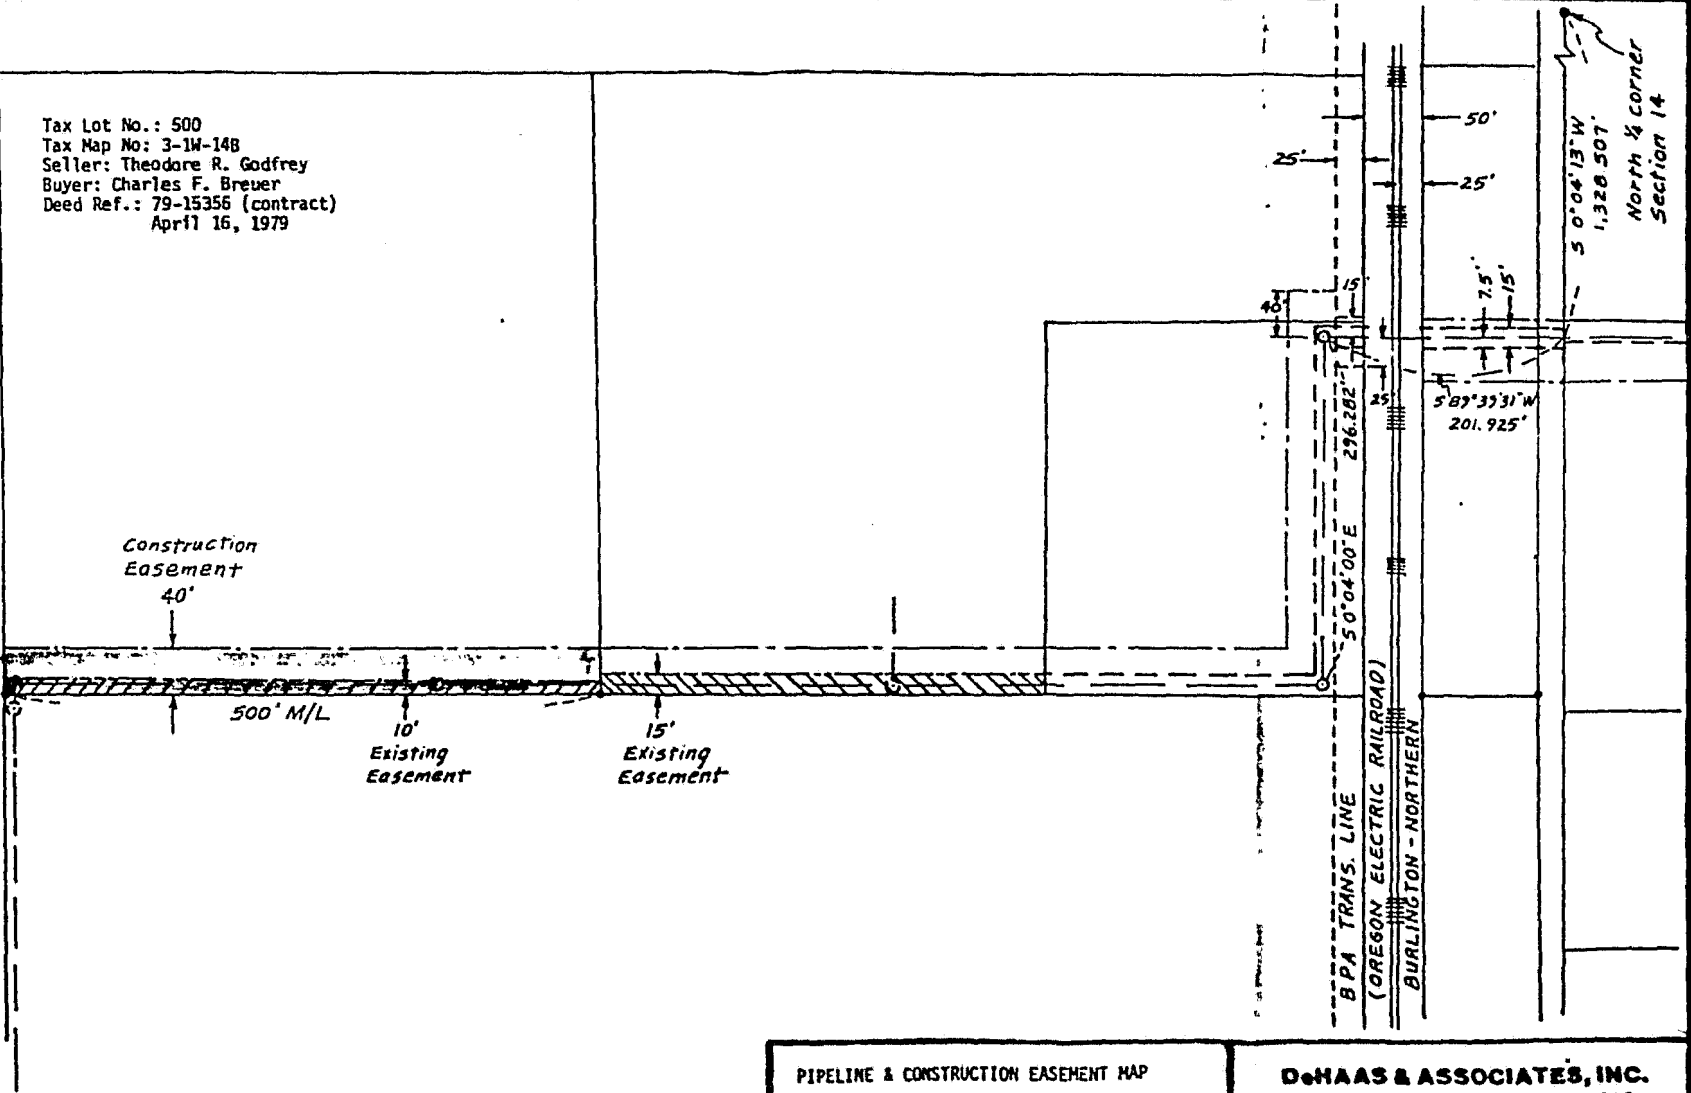 Tax Lot No.: 500
Tax Map No: 3-1W-14B
Seller: Theodore R. Godfrey
Buyer: Charles F. Breuer
Deed Ref.: 79-15356 (contract)
April 16, 1979
50'
25'
25'
S 0°04'13"W
1,328.507'
North 1/4 corner
Section 14
15'
40'
7.5'
15'
25'
S 89°39'31"W
201.925'
S 0°04'00"E 296.282'
Construction
Easement
40'
500' M/L
10'
Existing
Easement
15'
Existing
Easement
BPA TRANS. LINE
(OREGON ELECTRIC RAILROAD)
BURLINGTON - NORTHERN
PIPELINE & CONSTRUCTION EASEMENT MAP
DeHAAS & ASSOCIATES, INC.